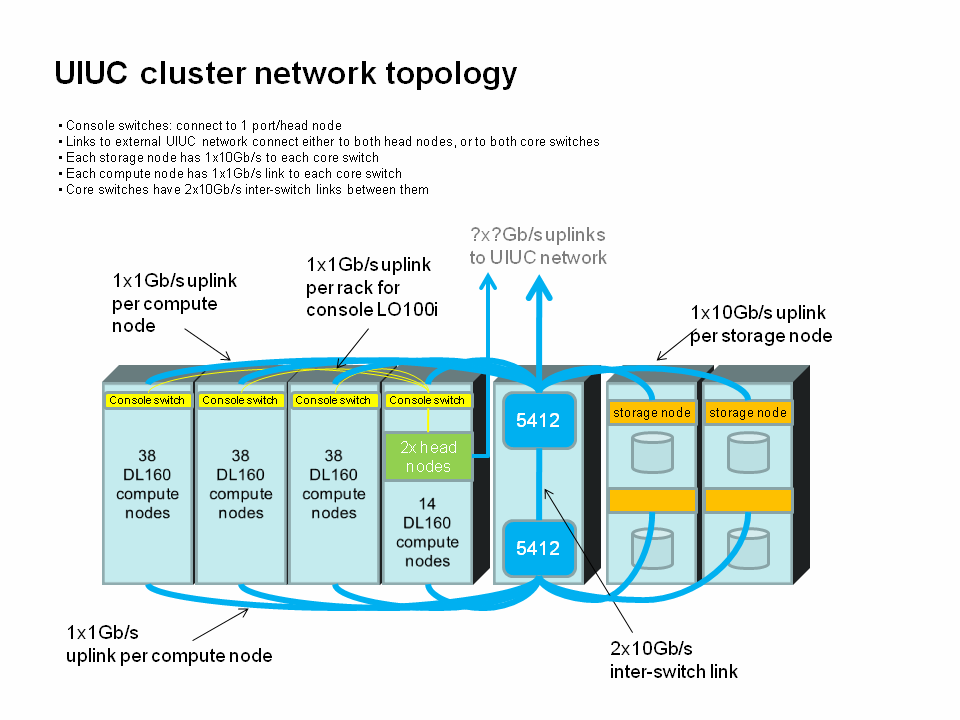 UIUC cluster network topology
▪ Console switches: connect to 1 port/head node
▪ Links to external UIUC network connect either to both head nodes, or to both core switches
▪ Each storage node has 1x10Gb/s to each core switch
▪ Each compute node has 1x1Gb/s link to each core switch
▪ Core switches have 2x10Gb/s inter-switch links between them
?x?Gb/s uplinks
to UIUC network
1x1Gb/s uplink
per rack for
console LO100i
1x1Gb/s uplink
per compute
node
1x10Gb/s uplink
per storage node
Console switch
Console switch
Console switch
Console switch
5412
storage node
storage node
38
DL160
compute
nodes
38
DL160
compute
nodes
38
DL160
compute
nodes
2x head
nodes
14
DL160
compute
nodes
5412
1x1Gb/s
uplink per compute node
2x10Gb/s
inter-switch link